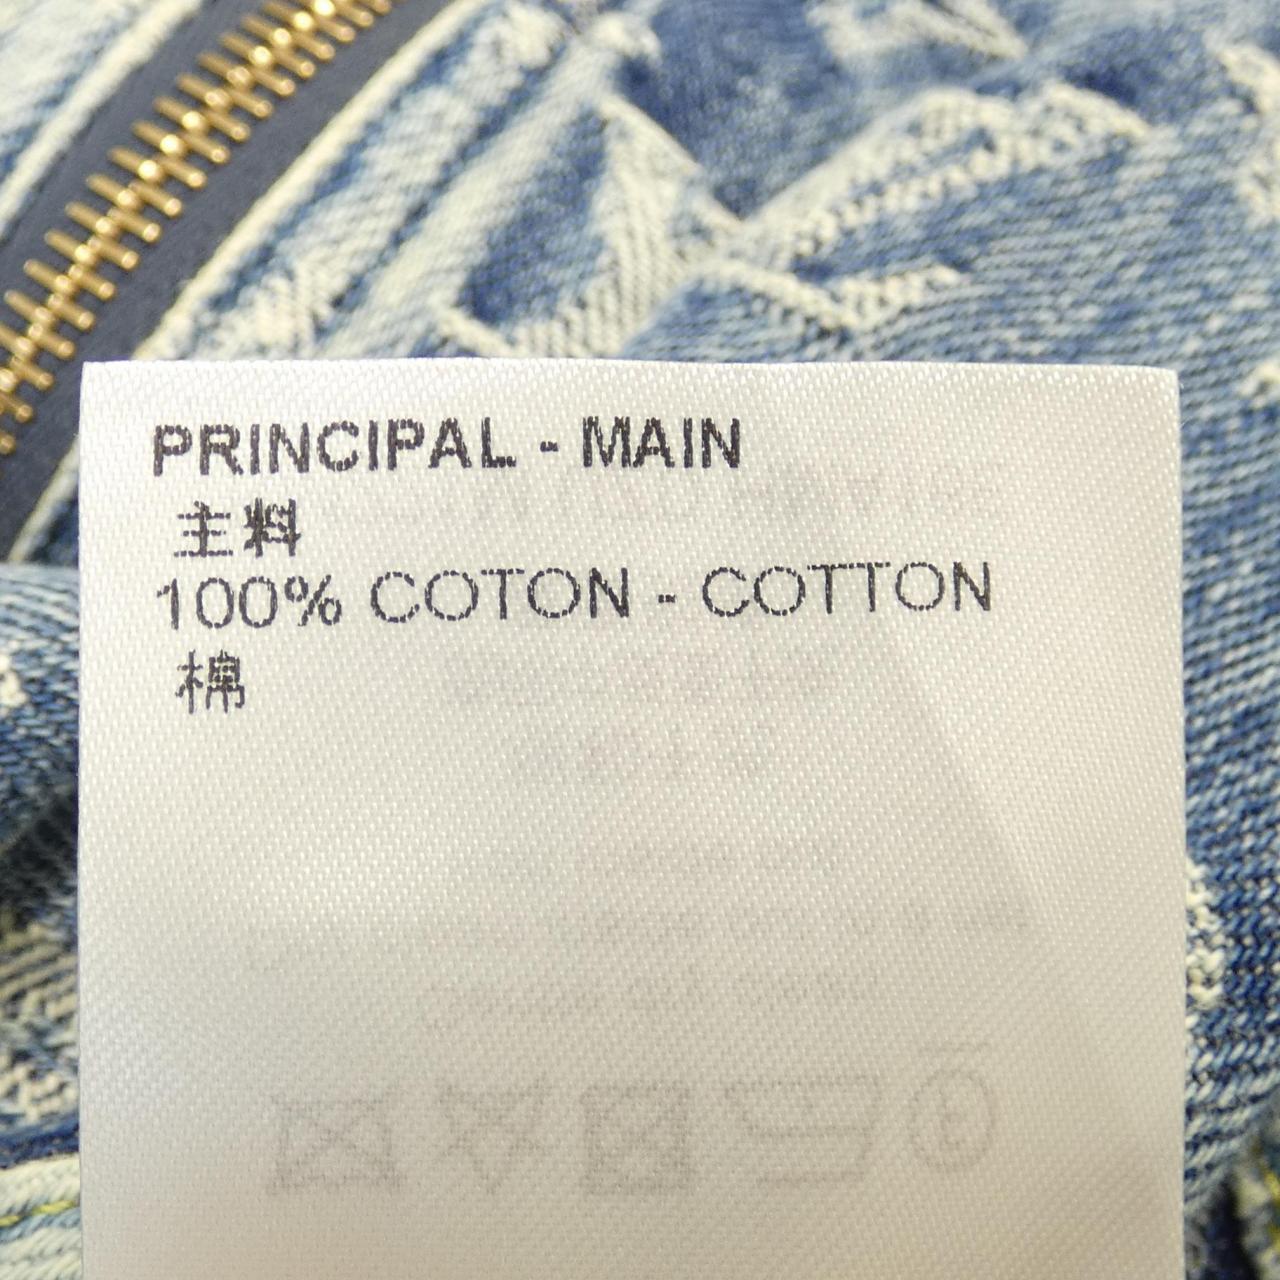 PRINCIPAL - MAIN
主料
100% COTON - COTTON
棉